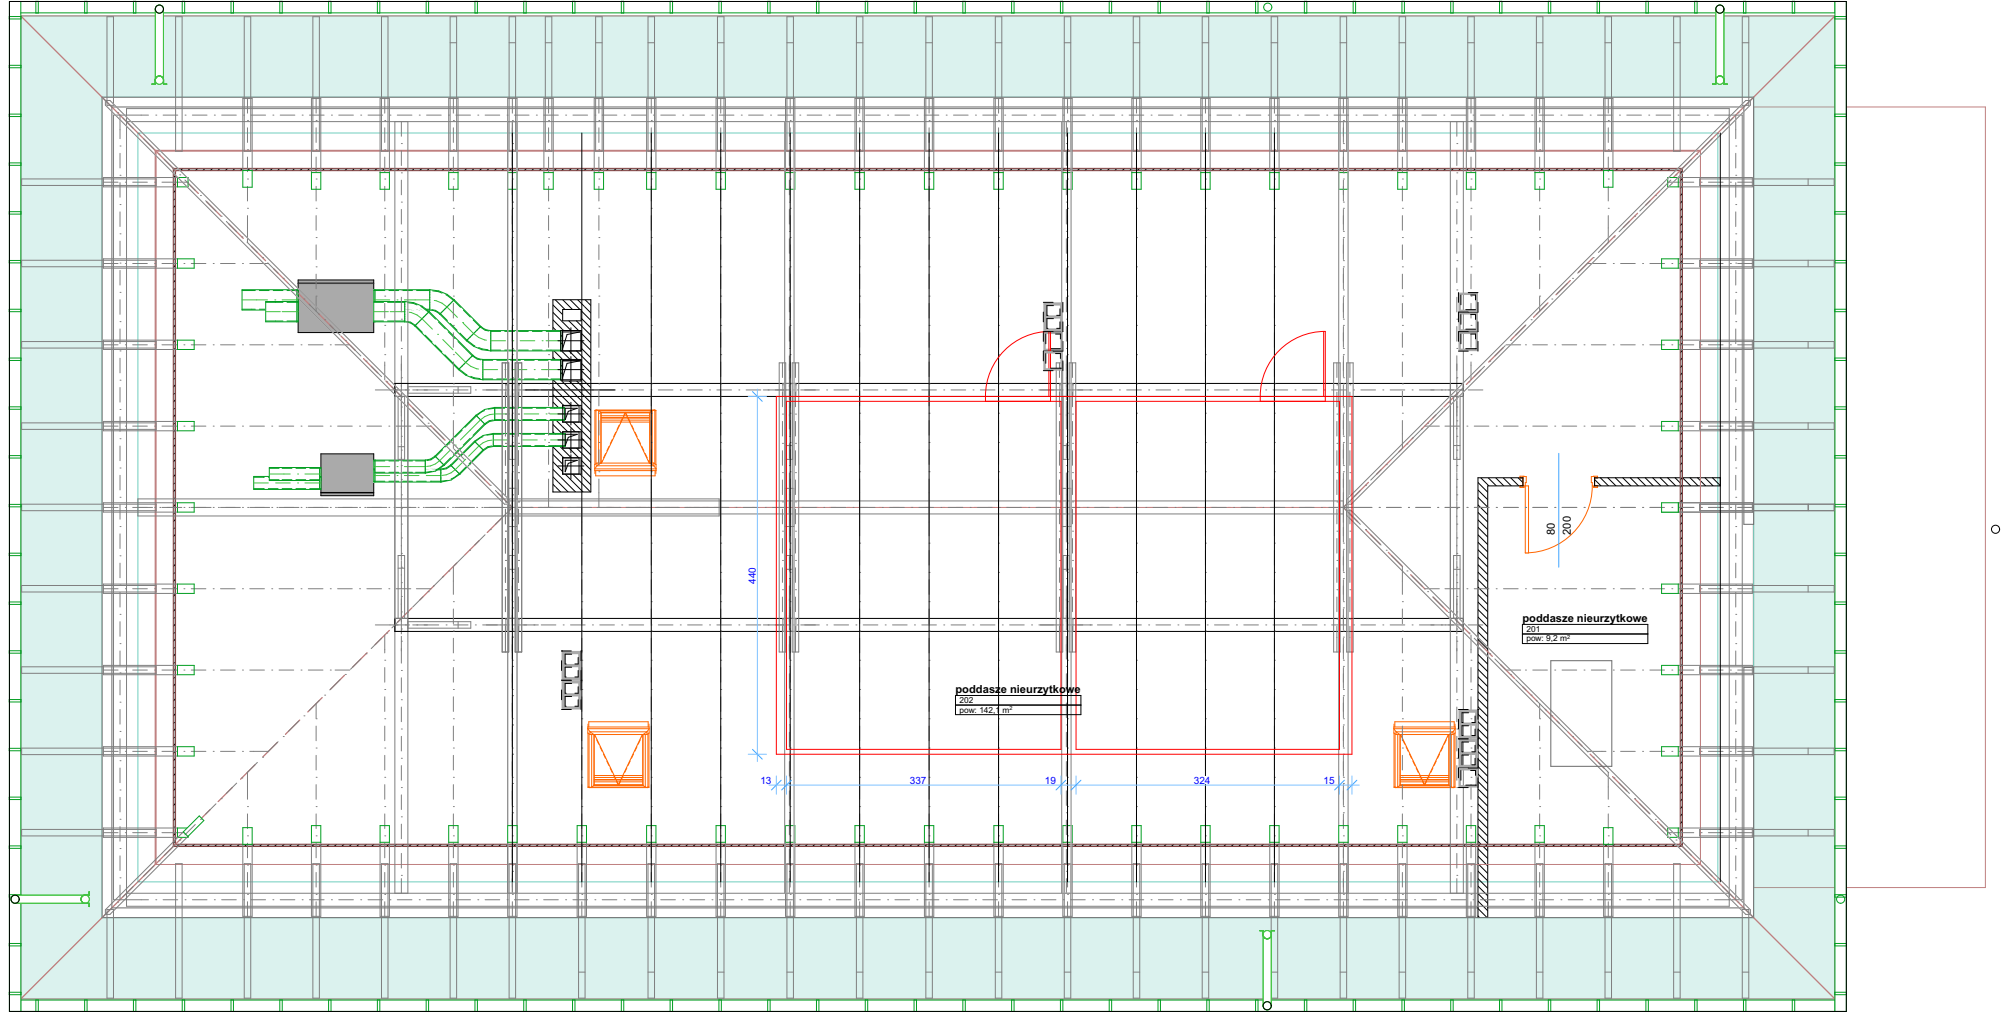 80
200
440
poddasze nieurzytkowe
201
pow: 9,2 m²
poddasze nieurzytkowe
202
pow: 142,1 m²
13
337
19
324
15